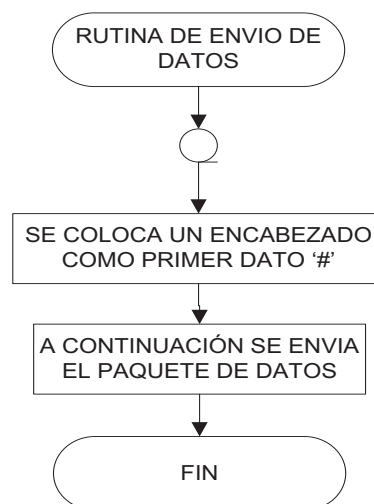 RUTINA DE ENVIO DE
DATOS
SE COLOCA UN ENCABEZADO
COMO PRIMER DATO ‘#’
A CONTINUACIÓN SE ENVIA
EL PAQUETE DE DATOS
FIN